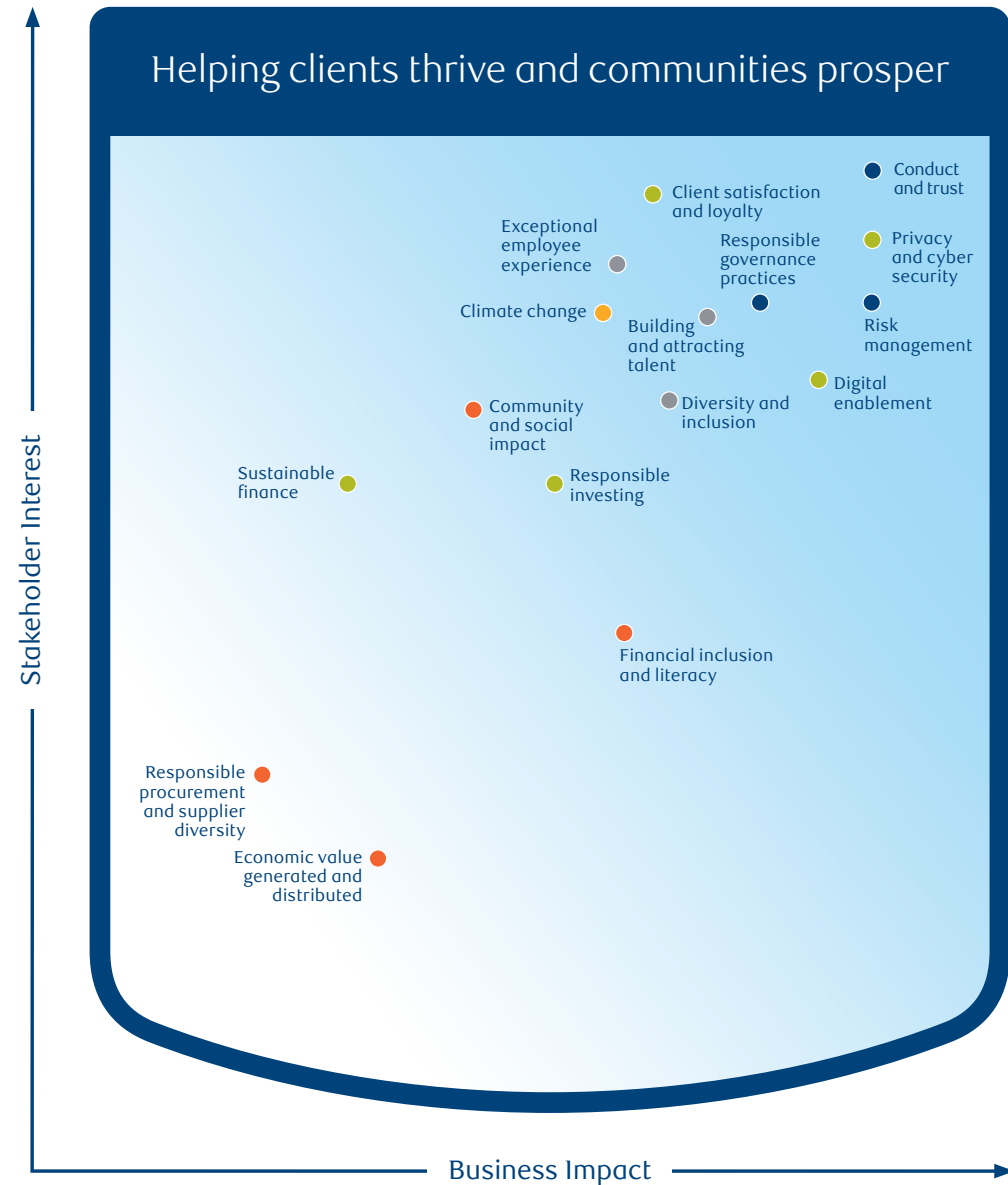 Helping clients thrive and communities prosper
Conduct
and trust
Client satisfaction
and loyalty
Exceptional
employee
experience
Responsible
governance
practices
Privacy
and cyber
security
Climate change
Building
and attracting
talent
Risk
management
Digital
enablement
Community
and social
impact
Diversity and
inclusion
Sustainable
finance
Responsible
investing
Financial inclusion
and literacy
Responsible
procurement
and supplier
diversity
Economic value
generated and
distributed
Stakeholder Interest
Business Impact